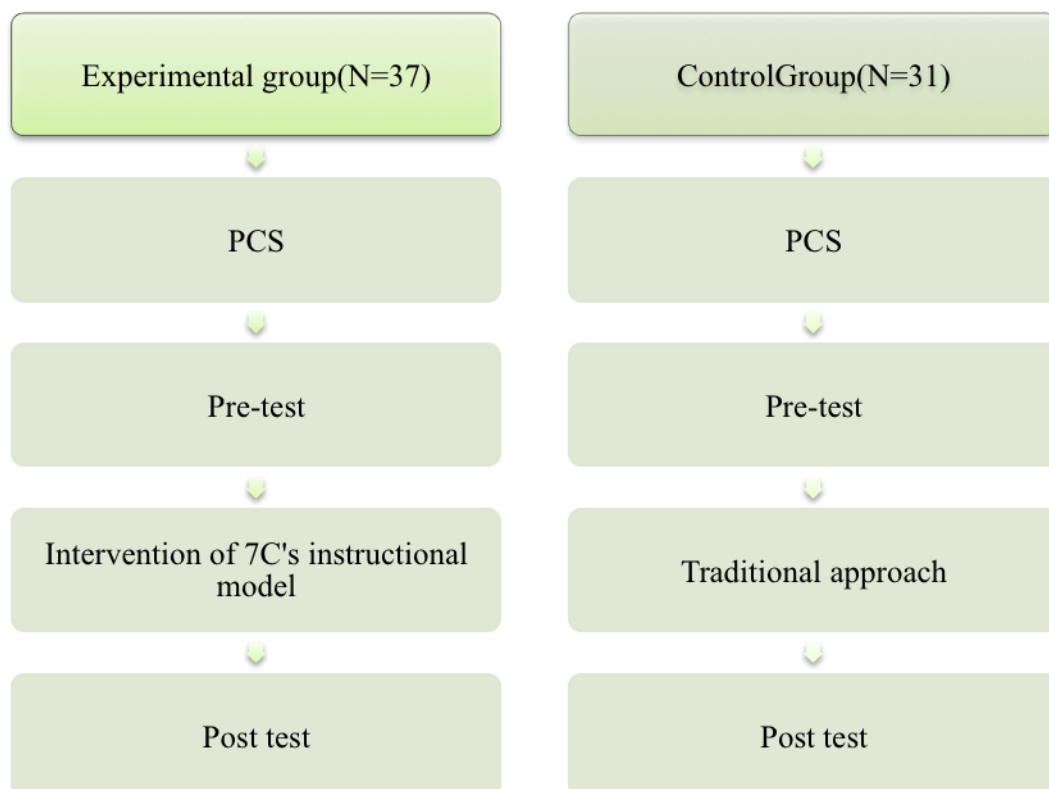 Experimental group(N=37)
PCS
Pre-test
Intervention of 7C's instructional
model
Post test
ControlGroup(N=31)
PCS
Pre-test
Traditional approach
Post test